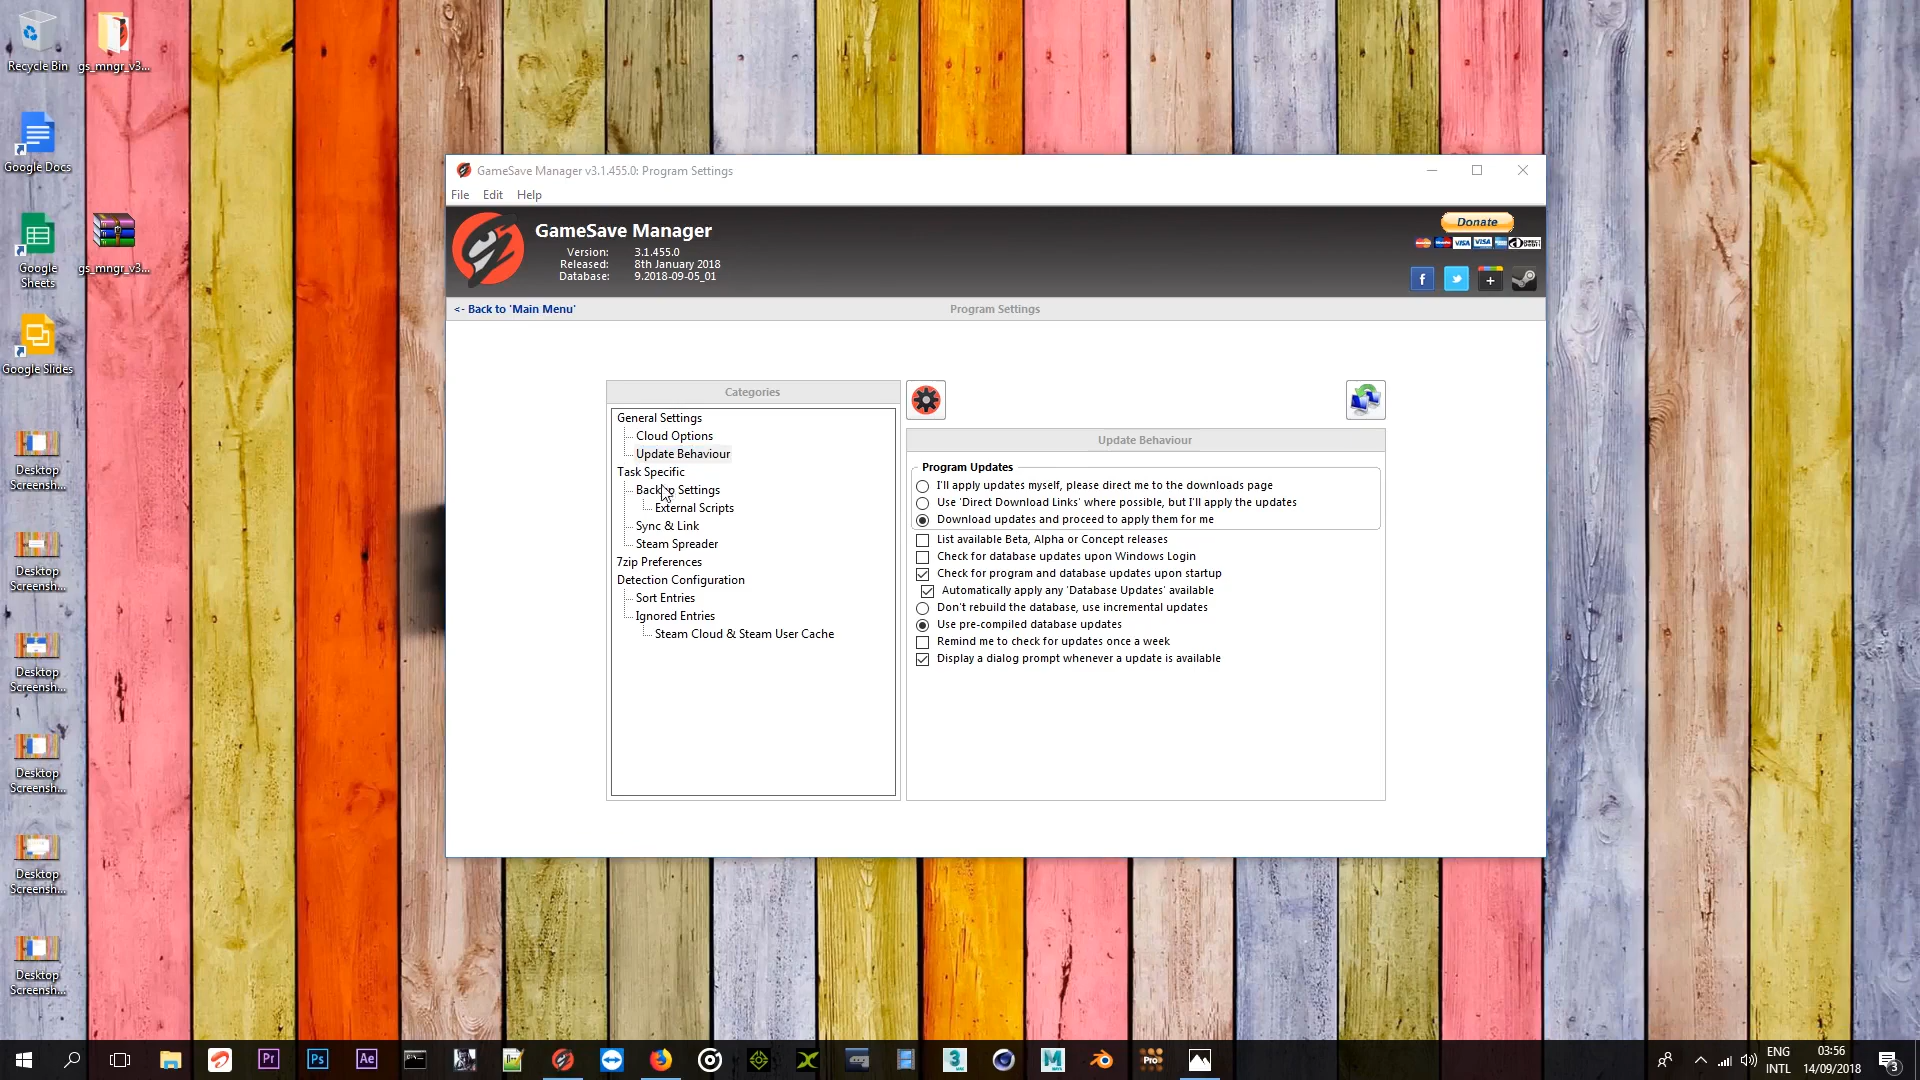 Recycle Bin
gs_mngr_v3...
Google Docs
Google
Sheets
gs_mngr_v3...
Google Slides
Desktop
Screensh...
Desktop
Screensh...
Desktop
Screensh...
Desktop
Screensh...
Desktop
Screensh...
Desktop
Screensh...
GameSave Manager v3.1.455.0: Program Settings
File Edit Help
GameSave Manager
Version: 3.1.455.0
Released: 8th January 2018
Database: 9.2018-09-05_01
Donate
<- Back to 'Main Menu'
Program Settings
Categories
General Settings
Cloud Options
Update Behaviour
Task Specific
Backup Settings
External Scripts
Sync & Link
Steam Spreader
7zip Preferences
Detection Configuration
Sort Entries
Ignored Entries
Steam Cloud & Steam User Cache
Update Behaviour
Program Updates
I'll apply updates myself, please direct me to the downloads page
Use 'Direct Download Links' where possible, but I'll apply the updates
Download updates and proceed to apply them for me
List available Beta, Alpha or Concept releases
Check for database updates upon Windows Login
Check for program and database updates upon startup
Automatically apply any 'Database Updates' available
Don't rebuild the database, use incremental updates
Use pre-compiled database updates
Remind me to check for updates once a week
Display a dialog prompt whenever a update is available
Pr
Ps
Ae
ENG
INTL
03:56
14/09/2018
3